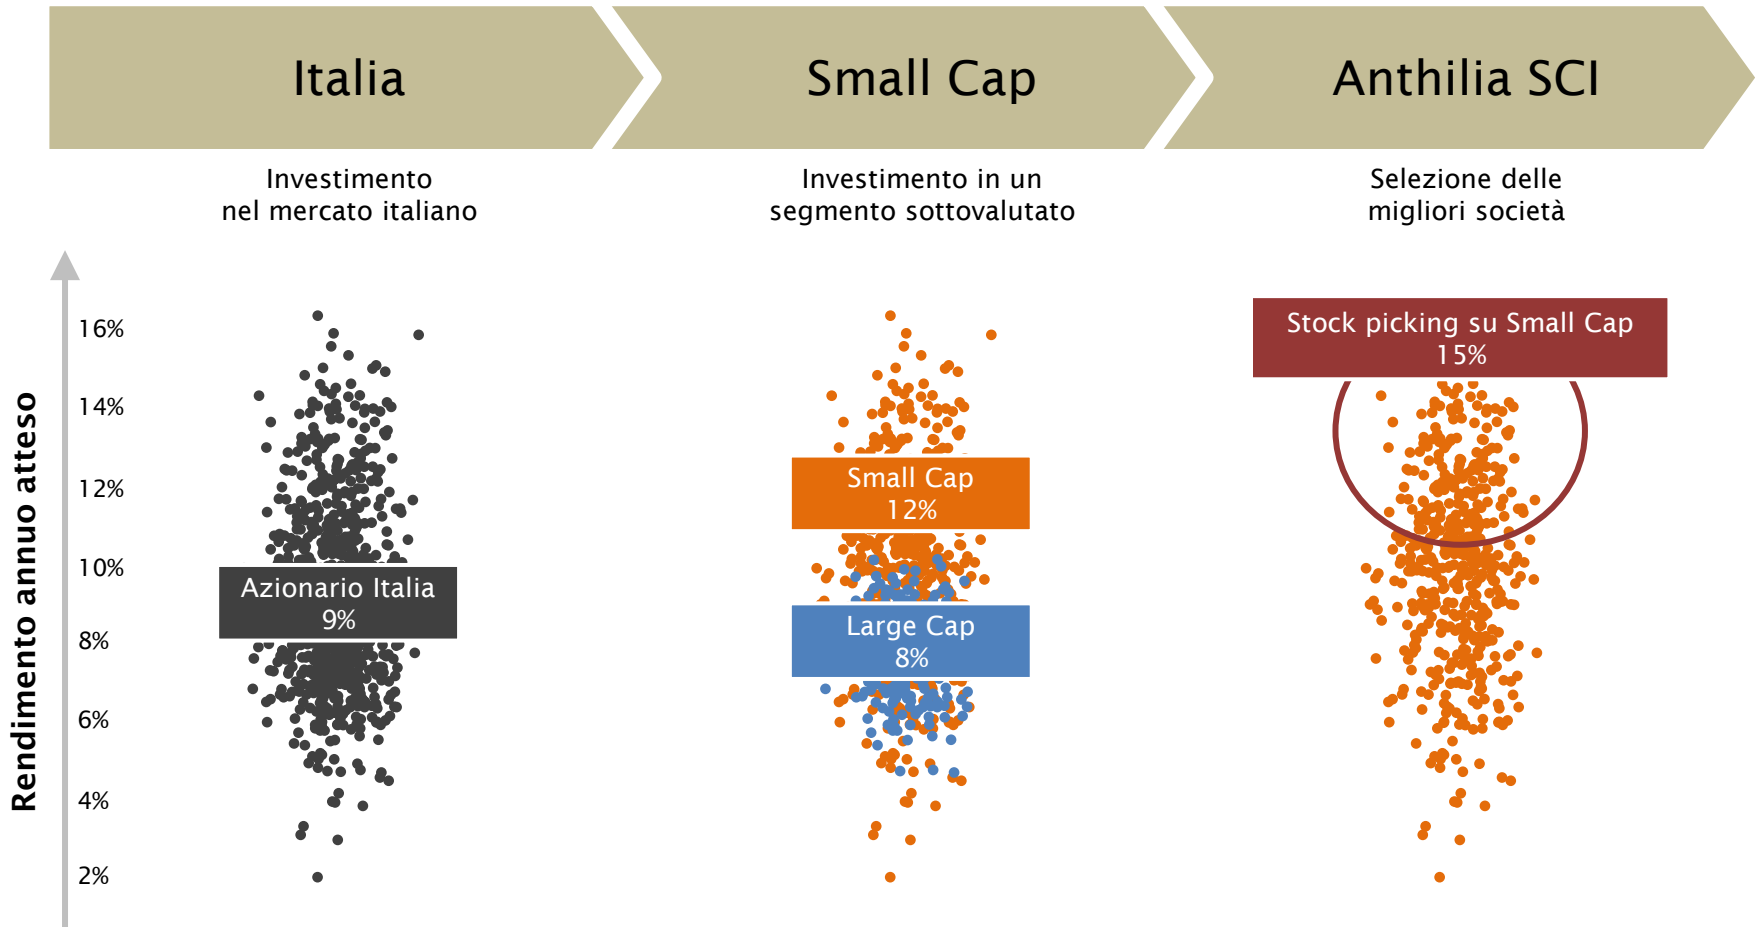 Italia
Small Cap
Anthilia SCI
Investimento
nel mercato italiano
Investimento in un
segmento sottovalutato
Selezione delle
migliori società
Rendimento annuo atteso
16%
14%
12%
10%
8%
6%
4%
2%
Azionario Italia
9%
Small Cap
12%
Large Cap
8%
Stock picking su Small Cap
15%